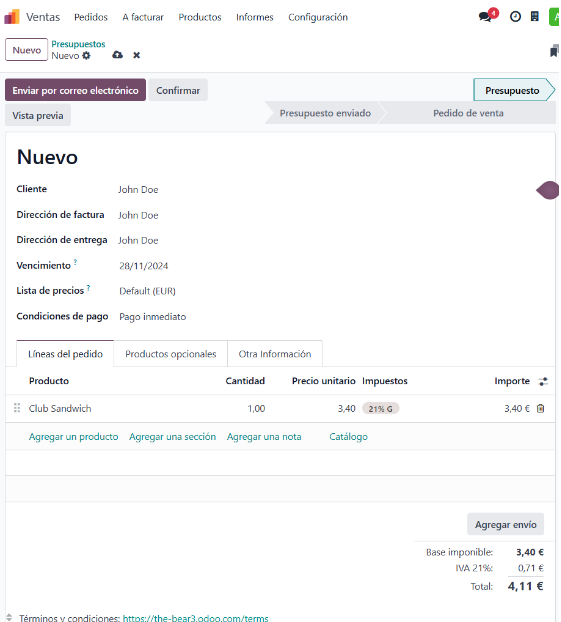 Ventas Pedidos A facturar Productos Informes Configuración 4
Nuevo Presupuestos
Nuevo
Enviar por correo electrónico Confirmar Presupuesto
Vista previa Presupuesto enviado Pedido de venta
Nuevo
Cliente John Doe
Dirección de factura John Doe
Dirección de entrega John Doe
Vencimiento ? 28/11/2024
Lista de precios ? Default (EUR)
Condiciones de pago Pago inmediato
Líneas del pedido Productos opcionales Otra Información
Producto Cantidad Precio unitario Impuestos Importe
Club Sandwich 1,00 3,40 21% G 3,40 €
Agregar un producto Agregar una sección Agregar una nota Catálogo
Agregar envío
Base imponible: 3,40 €
IVA 21%: 0,71 €
Total: 4,11 €
Términos y condiciones: https://the-bear3.odoo.com/terms